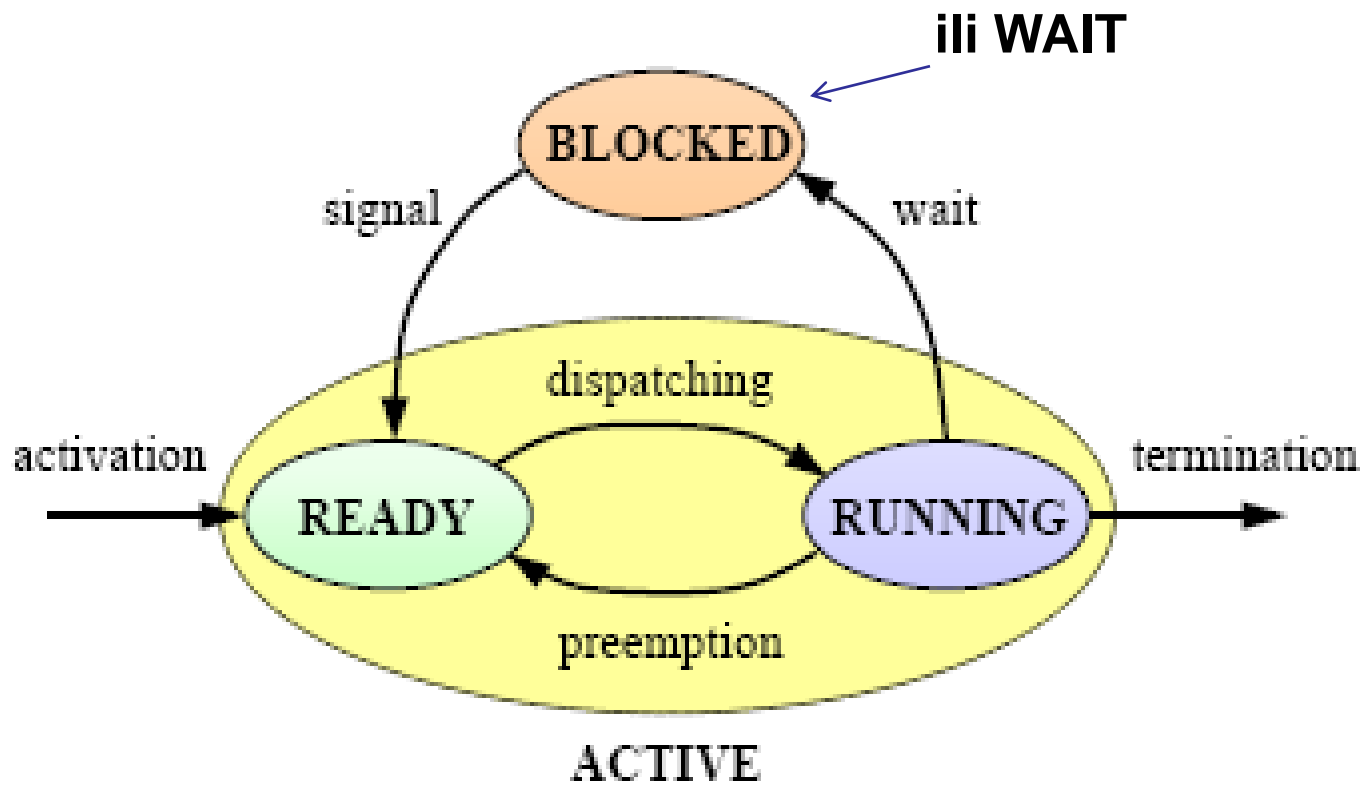 ili WAIT
BLOCKED
signal
wait
dispatching
activation
termination
READY
RUNNING
preemption
ACTIVE